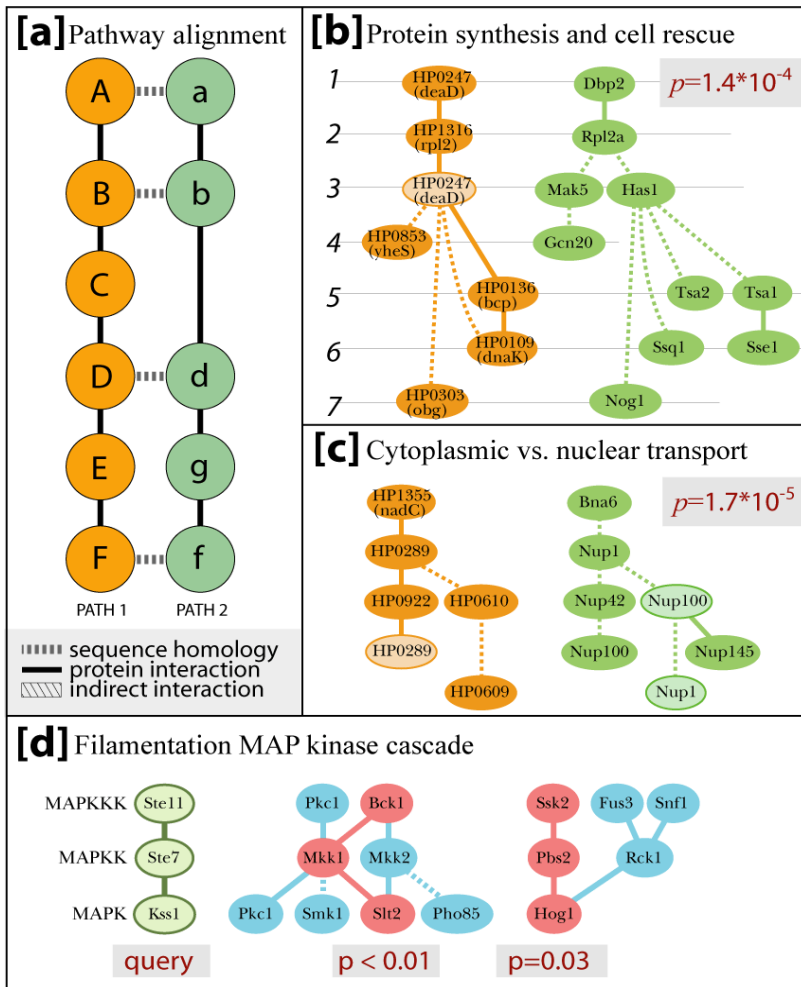 [a] Pathway alignment
A a
B b
C
D d
E g
F f
PATH 1 PATH 2
sequence homology
protein interaction
indirect interaction
[b] Protein synthesis and cell rescue
p=1.4*10-4
1 HP0247 (deaD) Dbp2
2 HP1316 (rpl2) Rpl2a
3 HP0247 (deaD) Mak5 Has1
4 HP0853 (yheS) Gcn20
5 HP0136 (bcp) Tsa2 Tsa1
6 HP0109 (dnaK) Ssq1 Sse1
7 HP0303 (obg) Nog1
[c] Cytoplasmic vs. nuclear transport
p=1.7*10-5
HP1355 (nadC) Bna6
HP0289 Nup1
HP0922 HP0610 Nup42 Nup100
HP0289 Nup100 Nup145
HP0609 Nup1
[d] Filamentation MAP kinase cascade
MAPKKK Ste11 Pkc1 Bck1 Ssk2 Fus3 Snf1
MAPKK Ste7 Mkk1 Mkk2 Pbs2 Rck1
MAPK Kss1 Pkc1 Smk1 Slt2 Pho85 Hog1
query p < 0.01 p=0.03